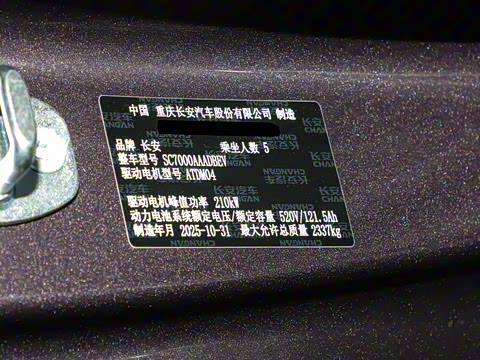 中国 重庆长安汽车股份有限公司 制造
品牌 长安 乘坐人数 5
整车型号 SC7000AAADBEV
驱动电机型号 ATDM04
驱动电机峰值功率 210kW
动力电池系统额定电压/额定容量 520V/121.5Ah
制造年月 2025-10-31 最大允许总质量 2337kg